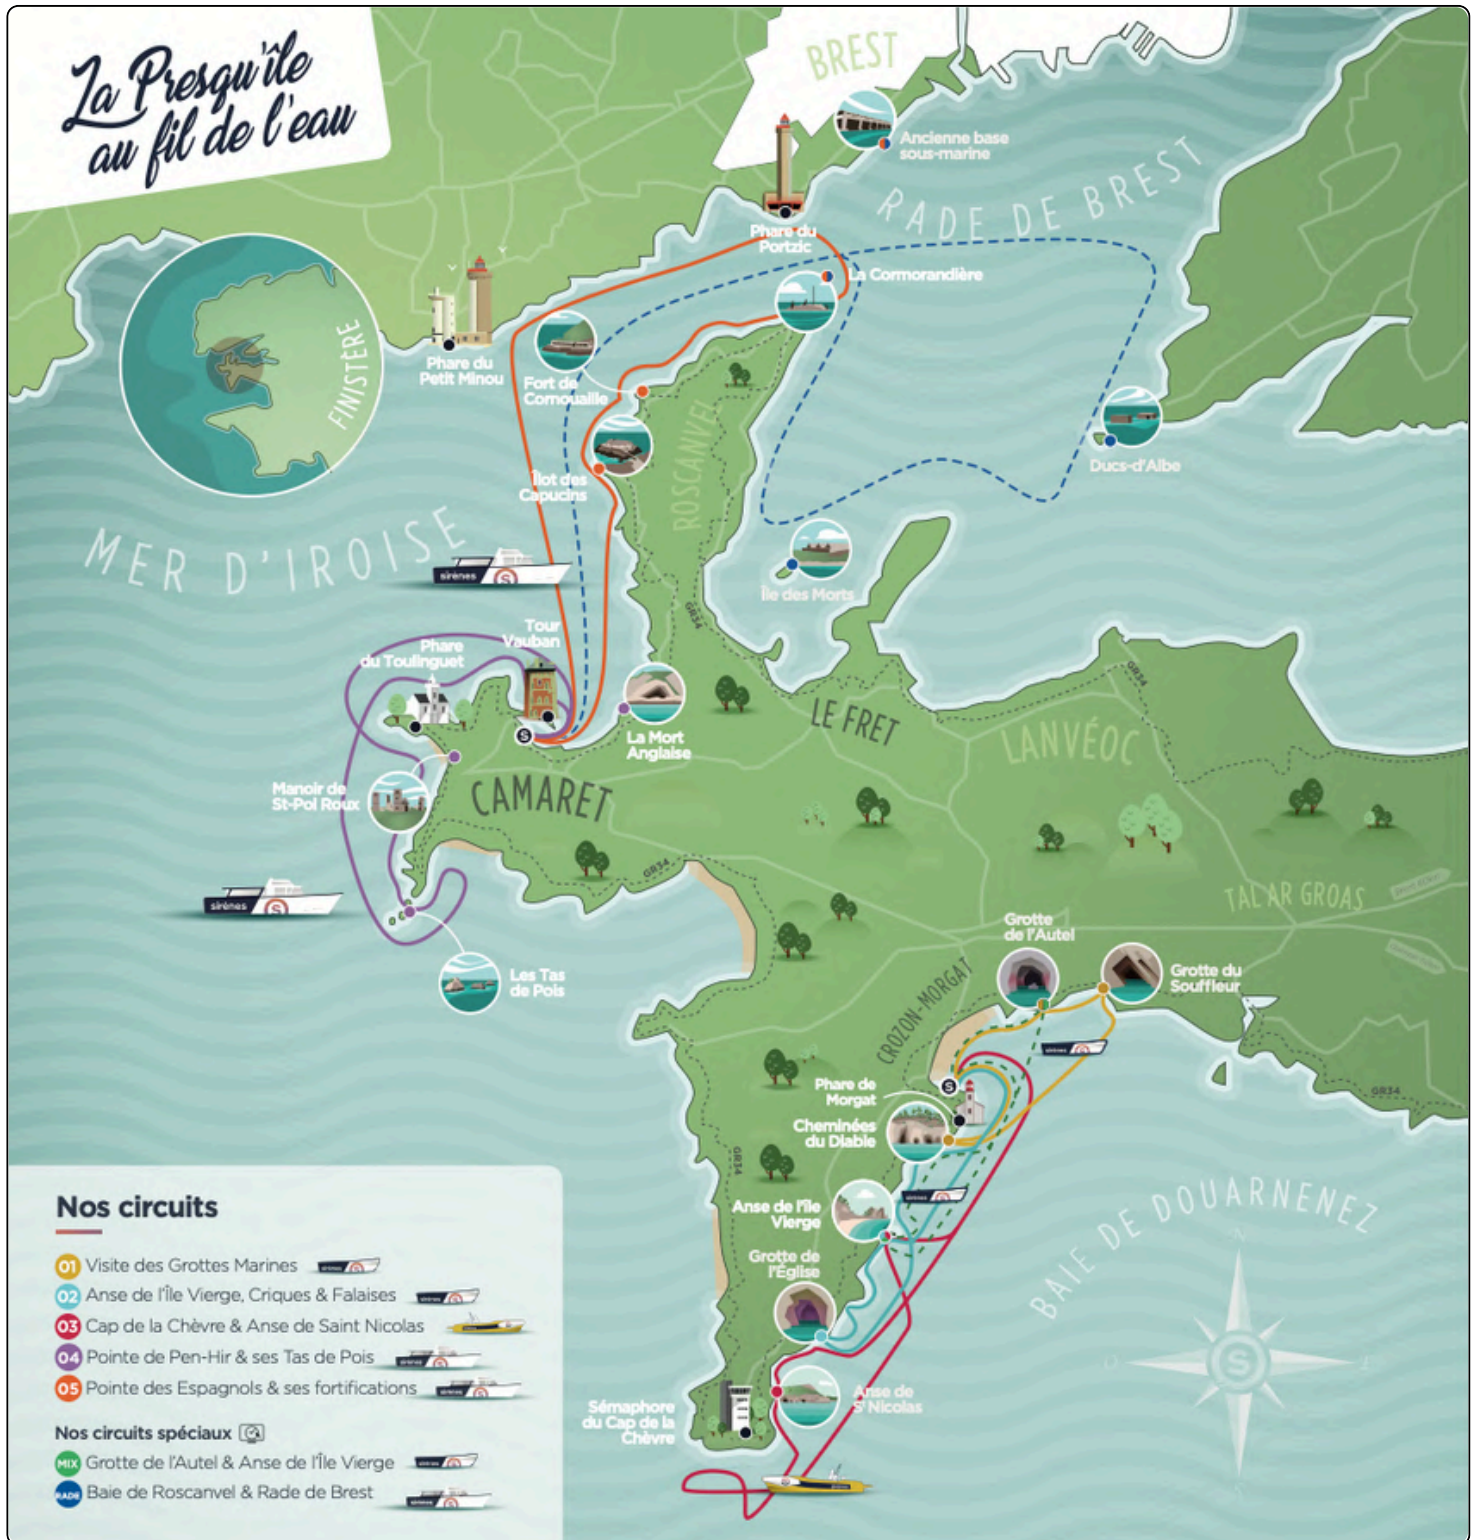 La Presqu'île
au fil de l'eau
BREST
Ancienne base
sous-marine
RADE DE BREST
Phare du
Portzic
La Cormorandière
FINISTÈRE
Phare du
Petit Minou
Fort de
Cornouaille
ROSCANVEL
Ducs-d'Albe
Îlot des
Capucins
MER D'IROISE
sirènes
S
Île des Morts
GR34
Tour
Vauban
Phare
du Toulinguet
GR34
LE FRET
LANVÉOC
S
La Mort
Anglaise
Manoir de
St-Pol Roux
CAMARET
GR34
TAL AR GROAS
sirènes
S
Grotte
de l'Autel
Les Tas
de Pois
Grotte du
Souffleur
CROZON-MORGAT
sirènes
S
Phare de
Morgat
S
GR34
Cheminées
du Diable
GR34
sirènes
S
Anse de l'île
Vierge
BAIE DE DOUARNENEZ
N
Grotte de
l'Église
S
Anse de
St Nicolas
Sémaphore
du Cap de la
Chèvre
Nos circuits
01 Visite des Grottes Marines
02 Anse de l'Île Vierge, Criques & Falaises
03 Cap de la Chèvre & Anse de Saint Nicolas
04 Pointe de Pen-Hir & ses Tas de Pois
05 Pointe des Espagnols & ses fortifications
Nos circuits spéciaux
MIX Grotte de l'Autel & Anse de l'Île Vierge
RADE Baie de Roscanvel & Rade de Brest